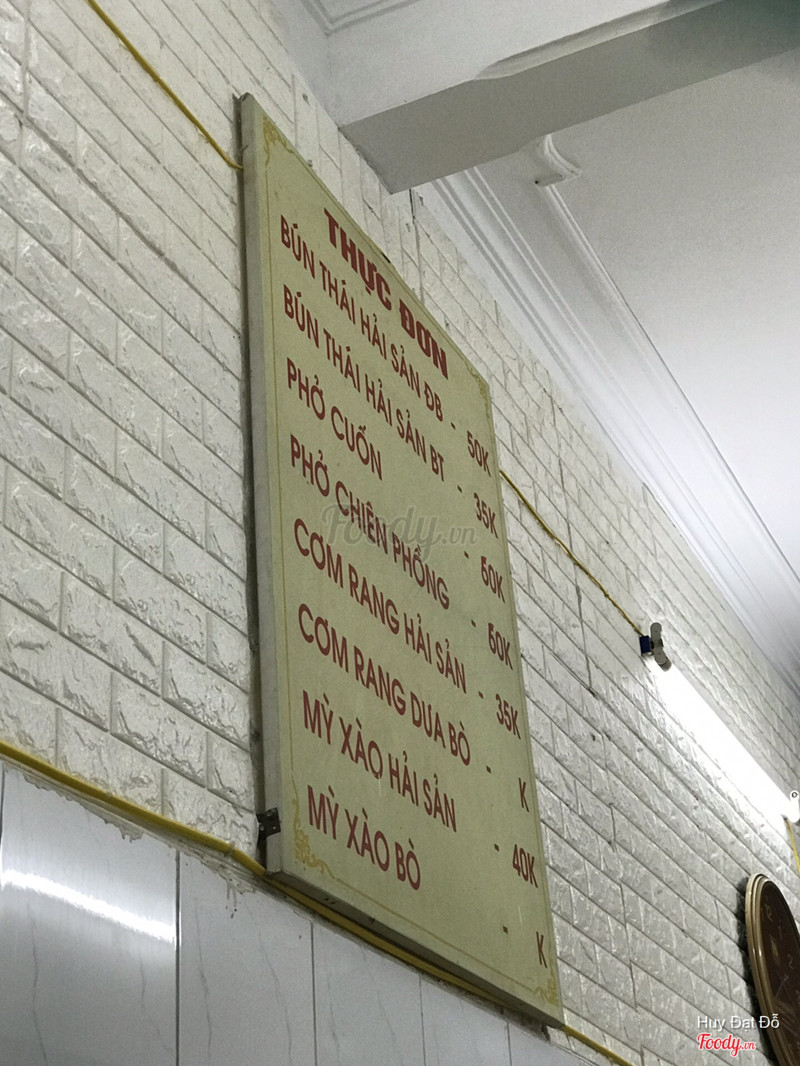 THỰC ĐƠN
BÚN THÁI HẢI SẢN ĐB - 50K
BÚN THÁI HẢI SẢN BT - 35K
PHỞ CUỐN - 60K
PHỞ CHIÊN PHỒNG - 60K
CƠM RANG HẢI SẢN - 35K
CƠM RANG DƯA BÒ - K
MỲ XÀO HẢI SẢN - 40K
MỲ XÀO BÒ - K
Foody.vn
Huy Đạt Đỗ
Foody.vn